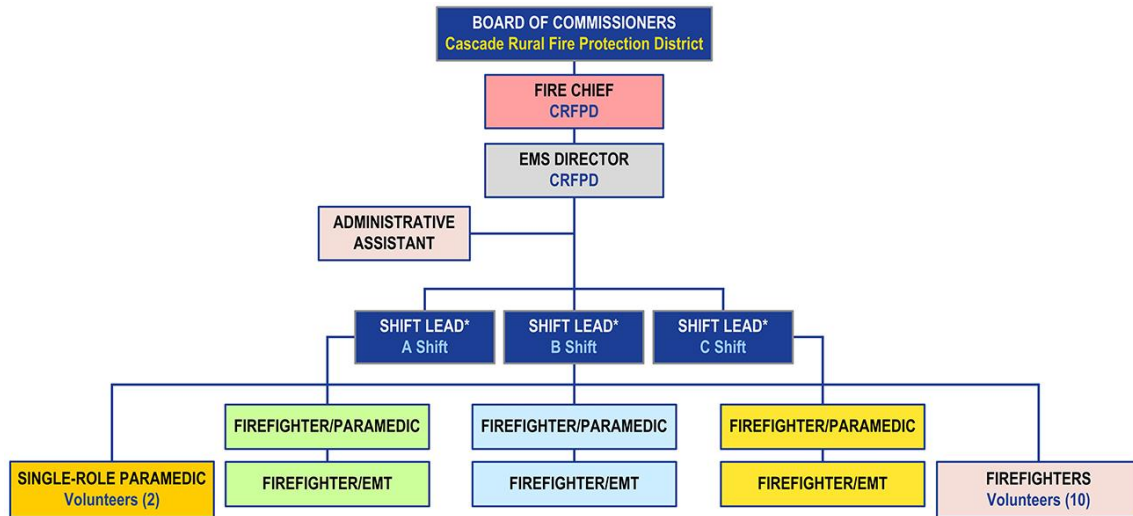 BOARD OF COMMISSIONERS
Cascade Rural Fire Protection District
FIRE CHIEF
CRFPD
EMS DIRECTOR
CRFPD
ADMINISTRATIVE
ASSISTANT
SHIFT LEAD*
A Shift
SHIFT LEAD*
B Shift
SHIFT LEAD*
C Shift
FIREFIGHTER/PARAMEDIC
FIREFIGHTER/PARAMEDIC
FIREFIGHTER/PARAMEDIC
SINGLE-ROLE PARAMEDIC
Volunteers (2)
FIREFIGHTER/EMT
FIREFIGHTER/EMT
FIREFIGHTER/EMT
FIREFIGHTERS
Volunteers (10)